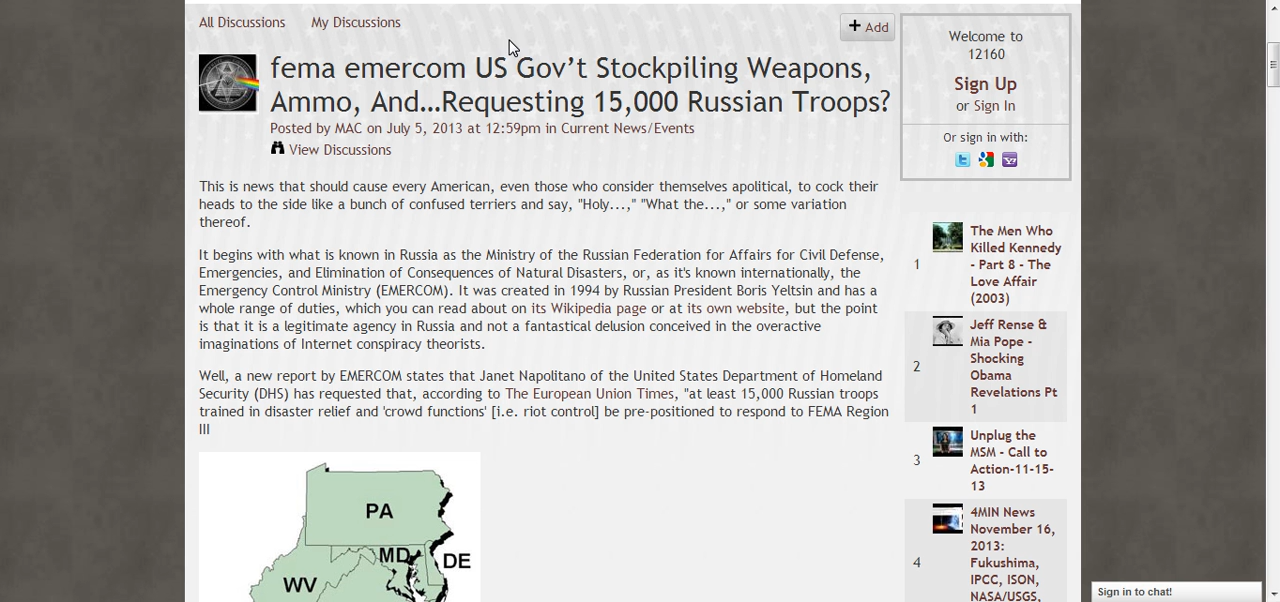 All Discussions My Discussions
Add
fema emercom US Gov’t Stockpiling Weapons,
Ammo, And…Requesting 15,000 Russian Troops?
Posted by MAC on July 5, 2013 at 12:59pm in Current News/Events
View Discussions
This is news that should cause every American, even those who consider themselves apolitical, to cock their
heads to the side like a bunch of confused terriers and say, "Holy...," "What the...," or some variation
thereof.
It begins with what is known in Russia as the Ministry of the Russian Federation for Affairs for Civil Defense,
Emergencies, and Elimination of Consequences of Natural Disasters, or, as it's known internationally, the
Emergency Control Ministry (EMERCOM). It was created in 1994 by Russian President Boris Yeltsin and has a
whole range of duties, which you can read about on its Wikipedia page or at its own website, but the point
is that it is a legitimate agency in Russia and not a fantastical delusion conceived in the overactive
imaginations of Internet conspiracy theorists.
Well, a new report by EMERCOM states that Janet Napolitano of the United States Department of Homeland
Security (DHS) has requested that, according to The European Union Times, "at least 15,000 Russian troops
trained in disaster relief and 'crowd functions' [i.e. riot control] be pre-positioned to respond to FEMA Region
III
PA
MD
DE
WV
Welcome to
12160
Sign Up
or Sign In
Or sign in with:
1
The Men Who
Killed Kennedy
- Part 8 - The
Love Affair
(2003)
2
Jeff Rense &
Mia Pope -
Shocking
Obama
Revelations Pt
1
3
Unplug the
MSM - Call to
Action-11-15-
13
4
4MIN News
November 16,
2013:
Fukushima,
IPCC, ISON,
NASA/USGS,
Sign in to chat!